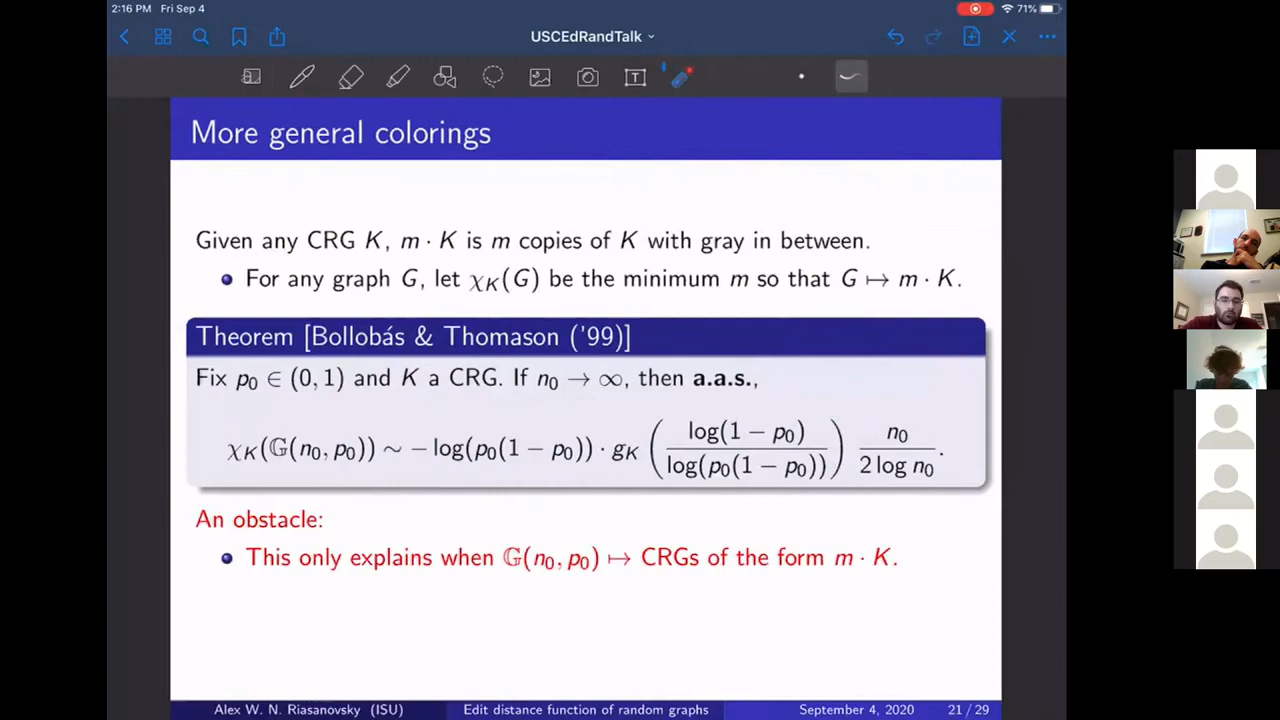 2:16 PM Fri Sep 4
71%
USCEdRandTalk
T
More general colorings
Given any CRG K, m · K is m copies of K with gray in between.
For any graph G, let χ_K(G) be the minimum m so that G ↦ m · K.
Theorem [Bollobás & Thomason ('99)]
Fix p₀ ∈ (0, 1) and K a CRG. If n₀ → ∞, then a.a.s.,
χ_K(𝔾(n₀, p₀)) ∼ − log(p₀(1 − p₀)) · g_K ( log(1 − p₀) / log(p₀(1 − p₀)) ) n₀ / 2 log n₀ .
An obstacle:
This only explains when 𝔾(n₀, p₀) ↦ CRGs of the form m · K.
Alex W. N. Riasanovsky (ISU) Edit distance function of random graphs September 4, 2020 21 / 29